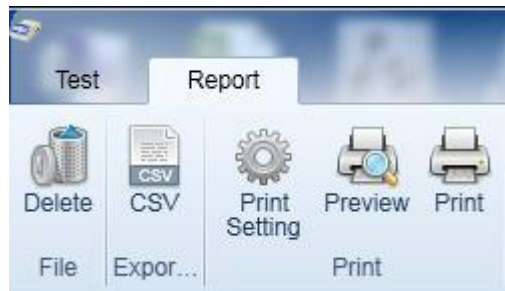 Test Report
CSV
Delete CSV Print Preview Print
Setting
File Expor... Print